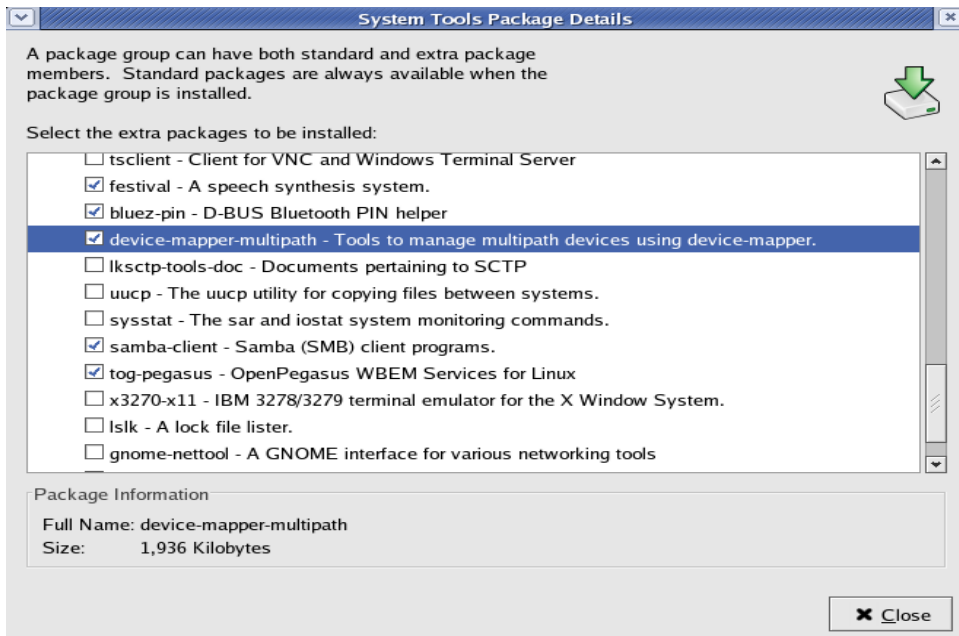 System Tools Package Details
A package group can have both standard and extra package
members. Standard packages are always available when the
package group is installed.
Select the extra packages to be installed:
tsclient - Client for VNC and Windows Terminal Server
festival - A speech synthesis system.
bluez-pin - D-BUS Bluetooth PIN helper
device-mapper-multipath - Tools to manage multipath devices using device-mapper.
lksctp-tools-doc - Documents pertaining to SCTP
uucp - The uucp utility for copying files between systems.
sysstat - The sar and iostat system monitoring commands.
samba-client - Samba (SMB) client programs.
tog-pegasus - OpenPegasus WBEM Services for Linux
x3270-x11 - IBM 3278/3279 terminal emulator for the X Window System.
lslk - A lock file lister.
gnome-nettool - A GNOME interface for various networking tools
Package Information
Full Name: device-mapper-multipath
Size: 1,936 Kilobytes
Close